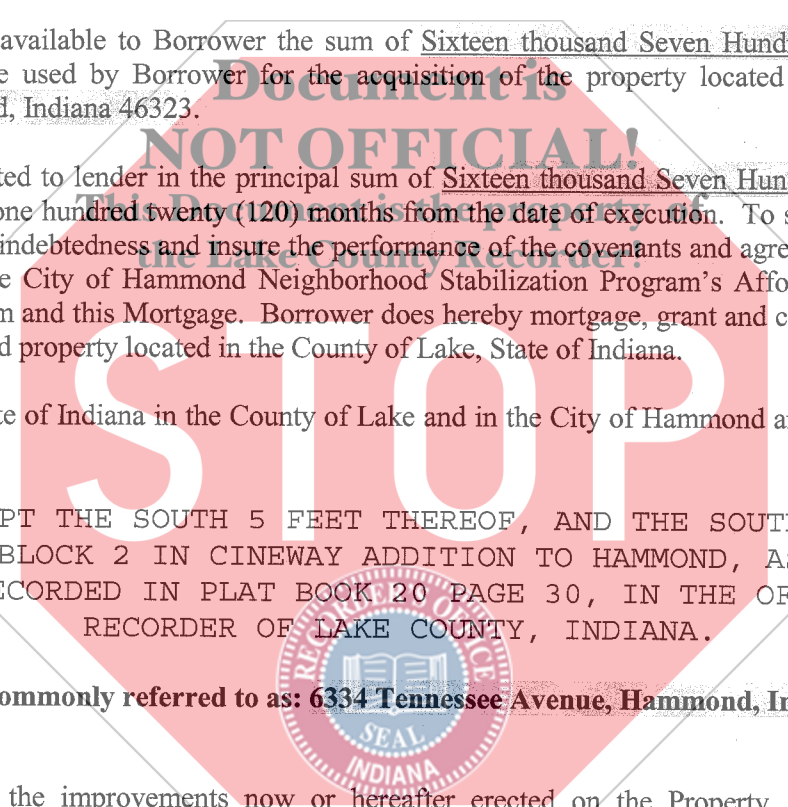 available to Borrower the sum of Sixteen thousand Seven Hund
e used by Borrower for the acquisition of the property located
d, Indiana 46323.
Document is
NOT OFFICIAL!
This Document is the property of
the Lake County Recorder!
ted to lender in the principal sum of Sixteen thousand Seven Hun
one hundred twenty (120) months from the date of execution. To s
indebtedness and insure the performance of the covenants and agre
e City of Hammond Neighborhood Stabilization Program's Affo
m and this Mortgage. Borrower does hereby mortgage, grant and c
d property located in the County of Lake, State of Indiana.
STOP
te of Indiana in the County of Lake and in the City of Hammond a
PT THE SOUTH 5 FEET THEREOF, AND THE SOUT
BLOCK 2 IN CINEWAY ADDITION TO HAMMOND, AS
ECORDED IN PLAT BOOK 20 PAGE 30, IN THE OF
RECORDER OF LAKE COUNTY, INDIANA.
RECORDER'S OFFICE
SEAL
INDIANA
ommonly referred to as: 6334 Tennessee Avenue, Hammond, In
the improvements now or hereafter erected on the Property